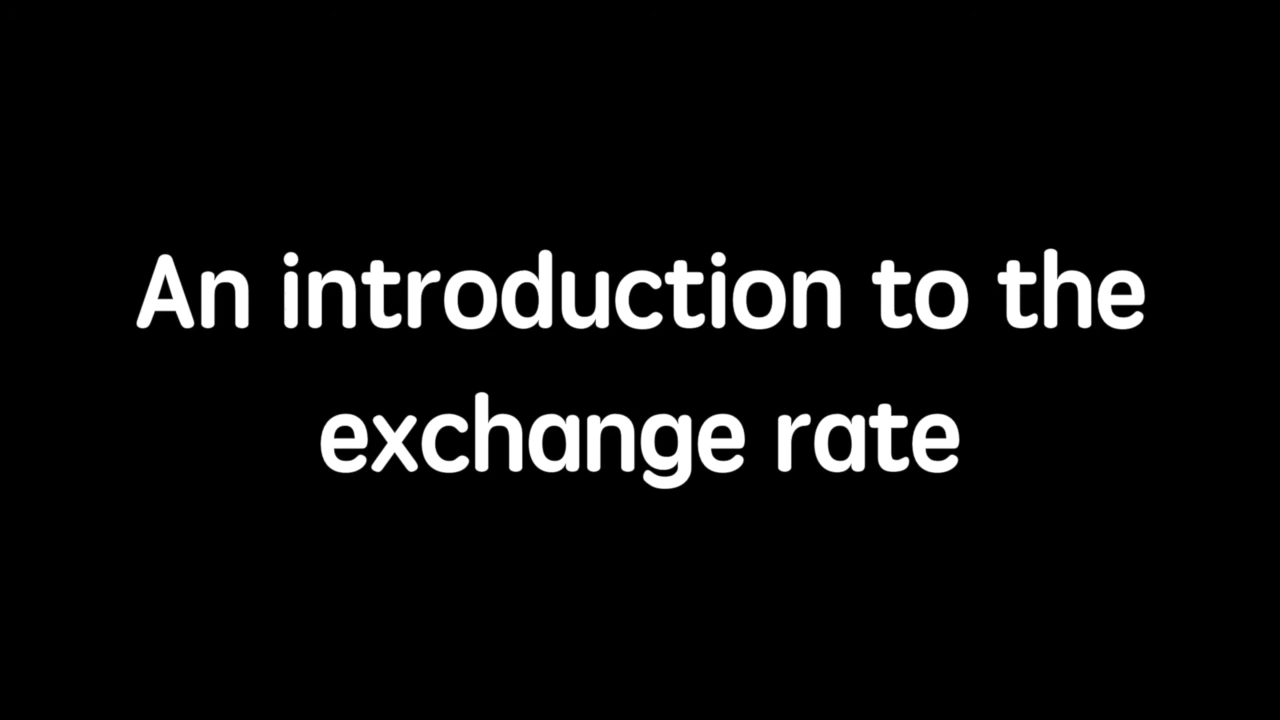 An introduction to the
exchange rate